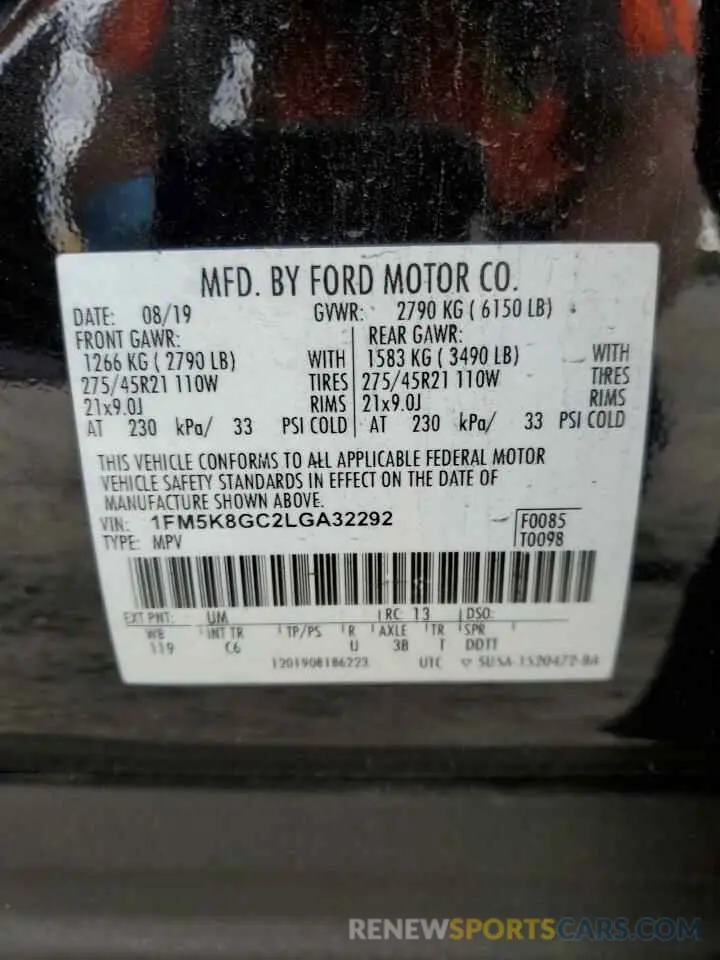 MFD. BY FORD MOTOR CO.
DATE: 08/19 GVWR: 2790 KG ( 6150 LB)
FRONT GAWR: REAR GAWR:
1266 KG ( 2790 LB) WITH 1583 KG ( 3490 LB) WITH
275/45R21 110W TIRES 275/45R21 110W TIRES
21x9.0J RIMS 21x9.0J RIMS
AT 230 kPa/ 33 PSI COLD AT 230 kPa/ 33 PSI COLD
THIS VEHICLE CONFORMS TO ALL APPLICABLE FEDERAL MOTOR
VEHICLE SAFETY STANDARDS IN EFFECT ON THE DATE OF
MANUFACTURE SHOWN ABOVE.
VIN: 1FM5K8GC2LGA32292 F0085
TYPE: MPV T0098
EXT PNT: UM RC: 13 DSO:
WB INT TR TP/PS R AXLE TR SPR
119 C6 U 3B T DDTT
1201908186223 UTC 5U5A-1520472-BA
RENEWSPORTSCARS.COM